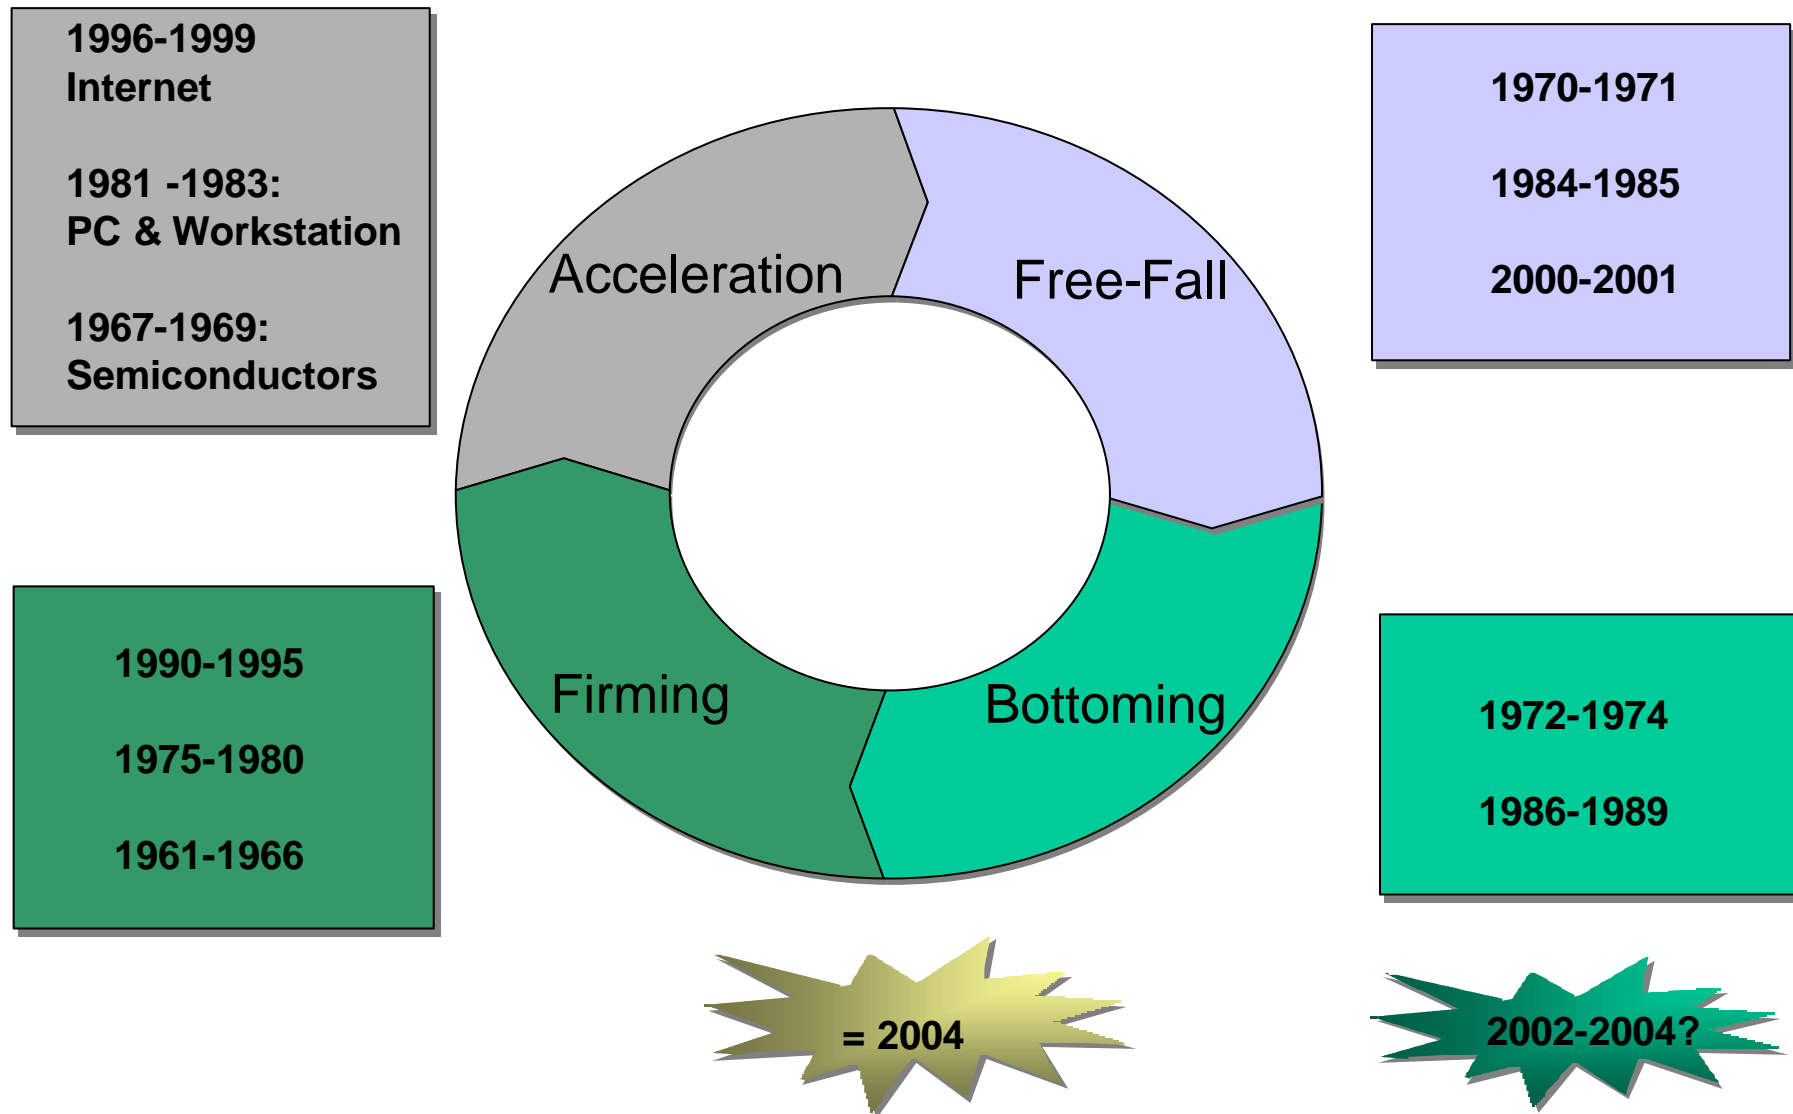 1996-1999
Internet
1981 -1983:
PC & Workstation
1967-1969:
Semiconductors
1970-1971
1984-1985
2000-2001
Acceleration
Free-Fall
Firming
Bottoming
1990-1995
1975-1980
1961-1966
1972-1974
1986-1989
= 2004
2002-2004?